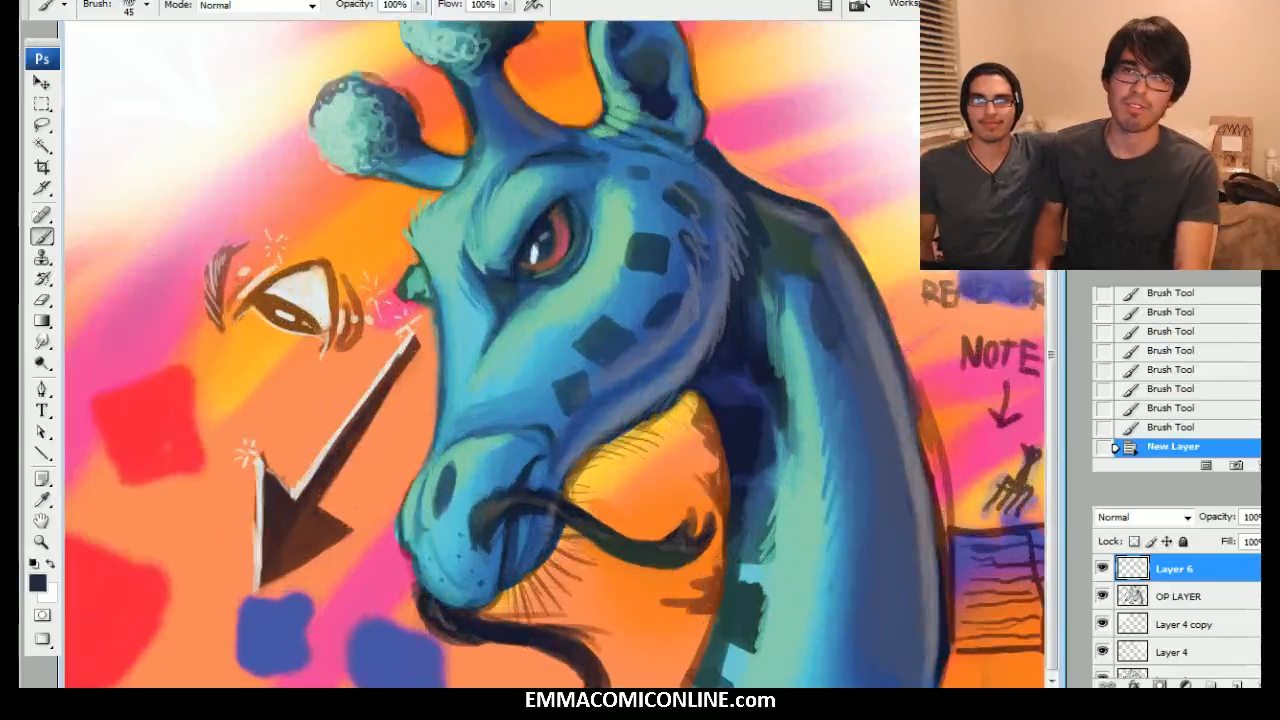 Brush: 45 Mode: Normal Opacity: 100% Flow: 100%
Ps
T
NOTE
Brush Tool
Brush Tool
Brush Tool
Brush Tool
Brush Tool
Brush Tool
Brush Tool
Brush Tool
New Layer
Normal Opacity:
Lock: Fill:
Layer 6
OP LAYER
Layer 4 copy
Layer 4
EMMACOMICONLINE.com